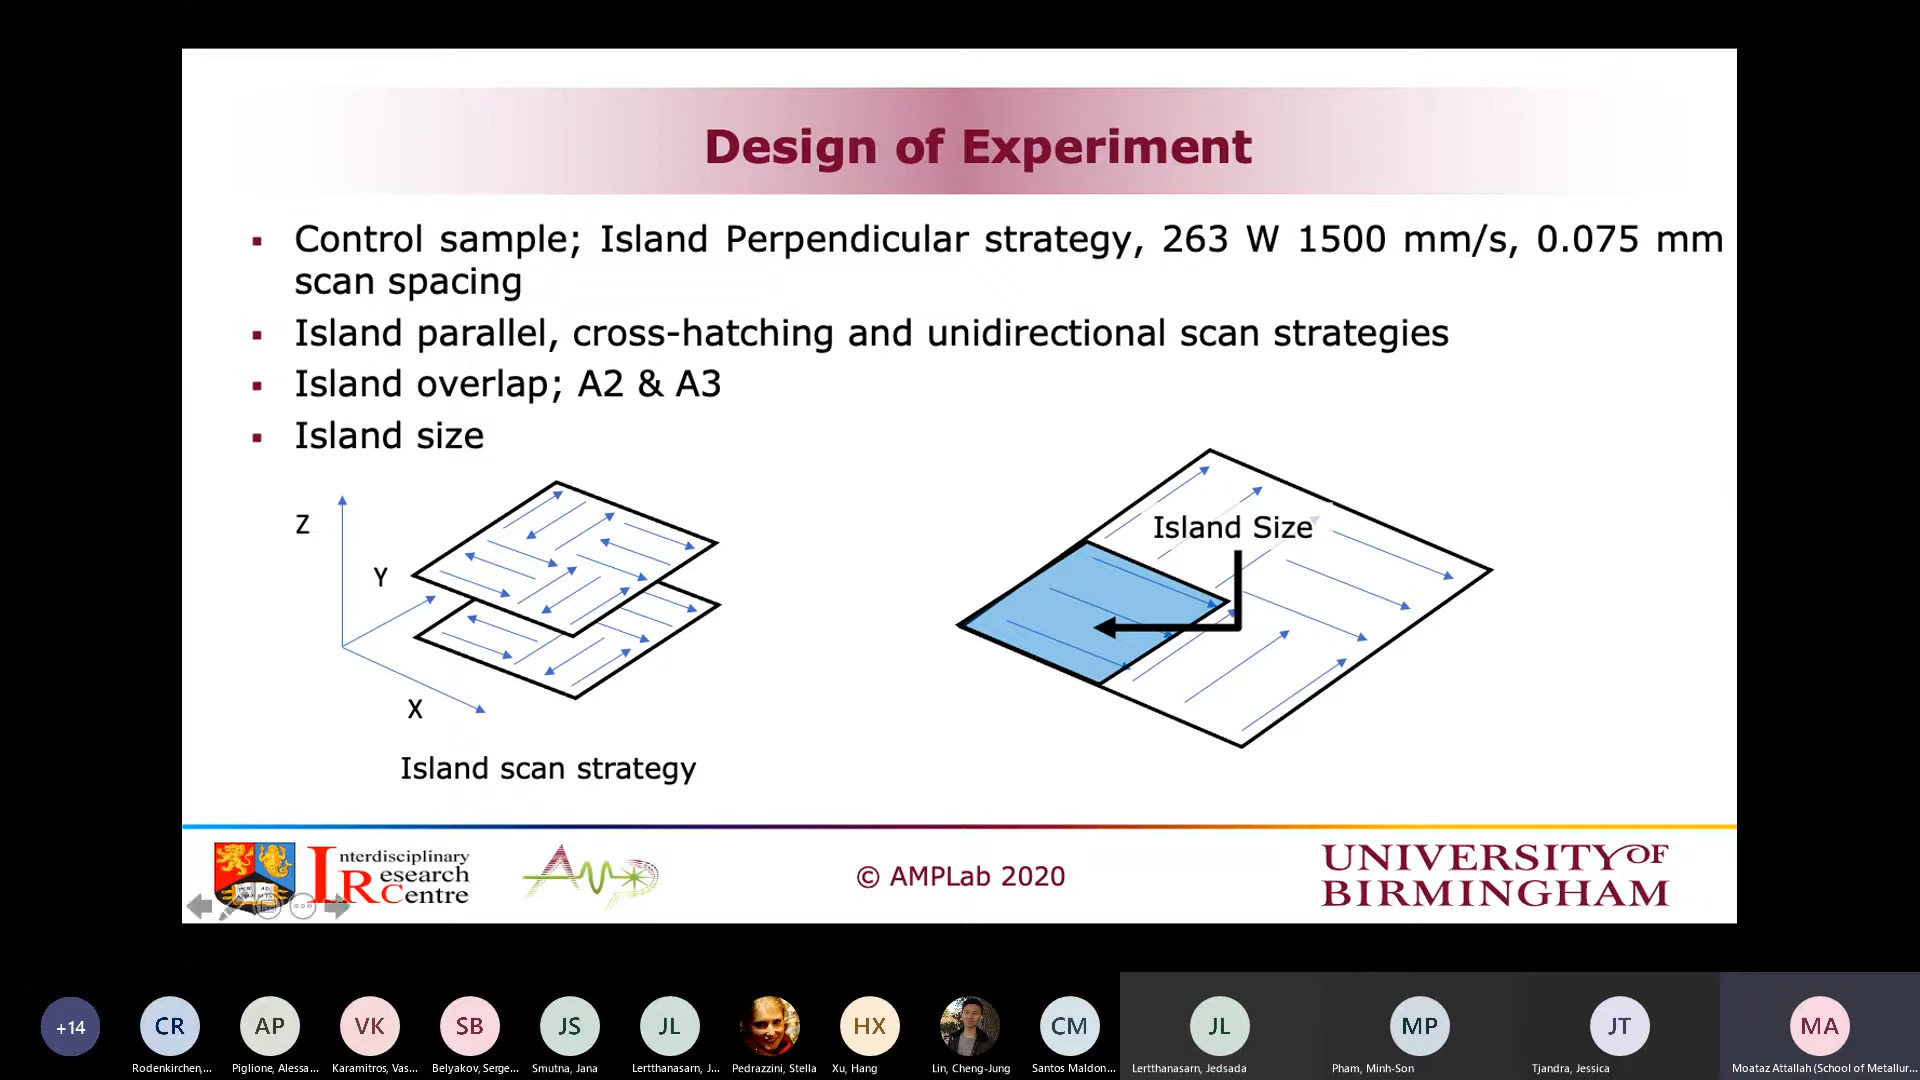 Design of Experiment
Control sample; Island Perpendicular strategy, 263 W 1500 mm/s, 0.075 mm
scan spacing
Island parallel, cross-hatching and unidirectional scan strategies
Island overlap; A2 & A3
Island size
Z
Y
X
Island Size
Island scan strategy
Interdisciplinary
Research
Centre
© AMPLab 2020
UNIVERSITY OF
BIRMINGHAM
+14
CR
AP
VK
SB
JS
JL
HX
CM
JL
MP
JT
MA
Rodenkirchen,...
Piglione, Alessa...
Karamitros, Vas...
Belyakov, Serge...
Smutna, Jana
Lertthanasarn, J...
Pedrazzini, Stella
Xu, Hang
Lin, Cheng-Jung
Santos Maldon...
Lertthanasarn, Jedsada
Pham, Minh-Son
Tjandra, Jessica
Moataz Attallah (School of Metallur...